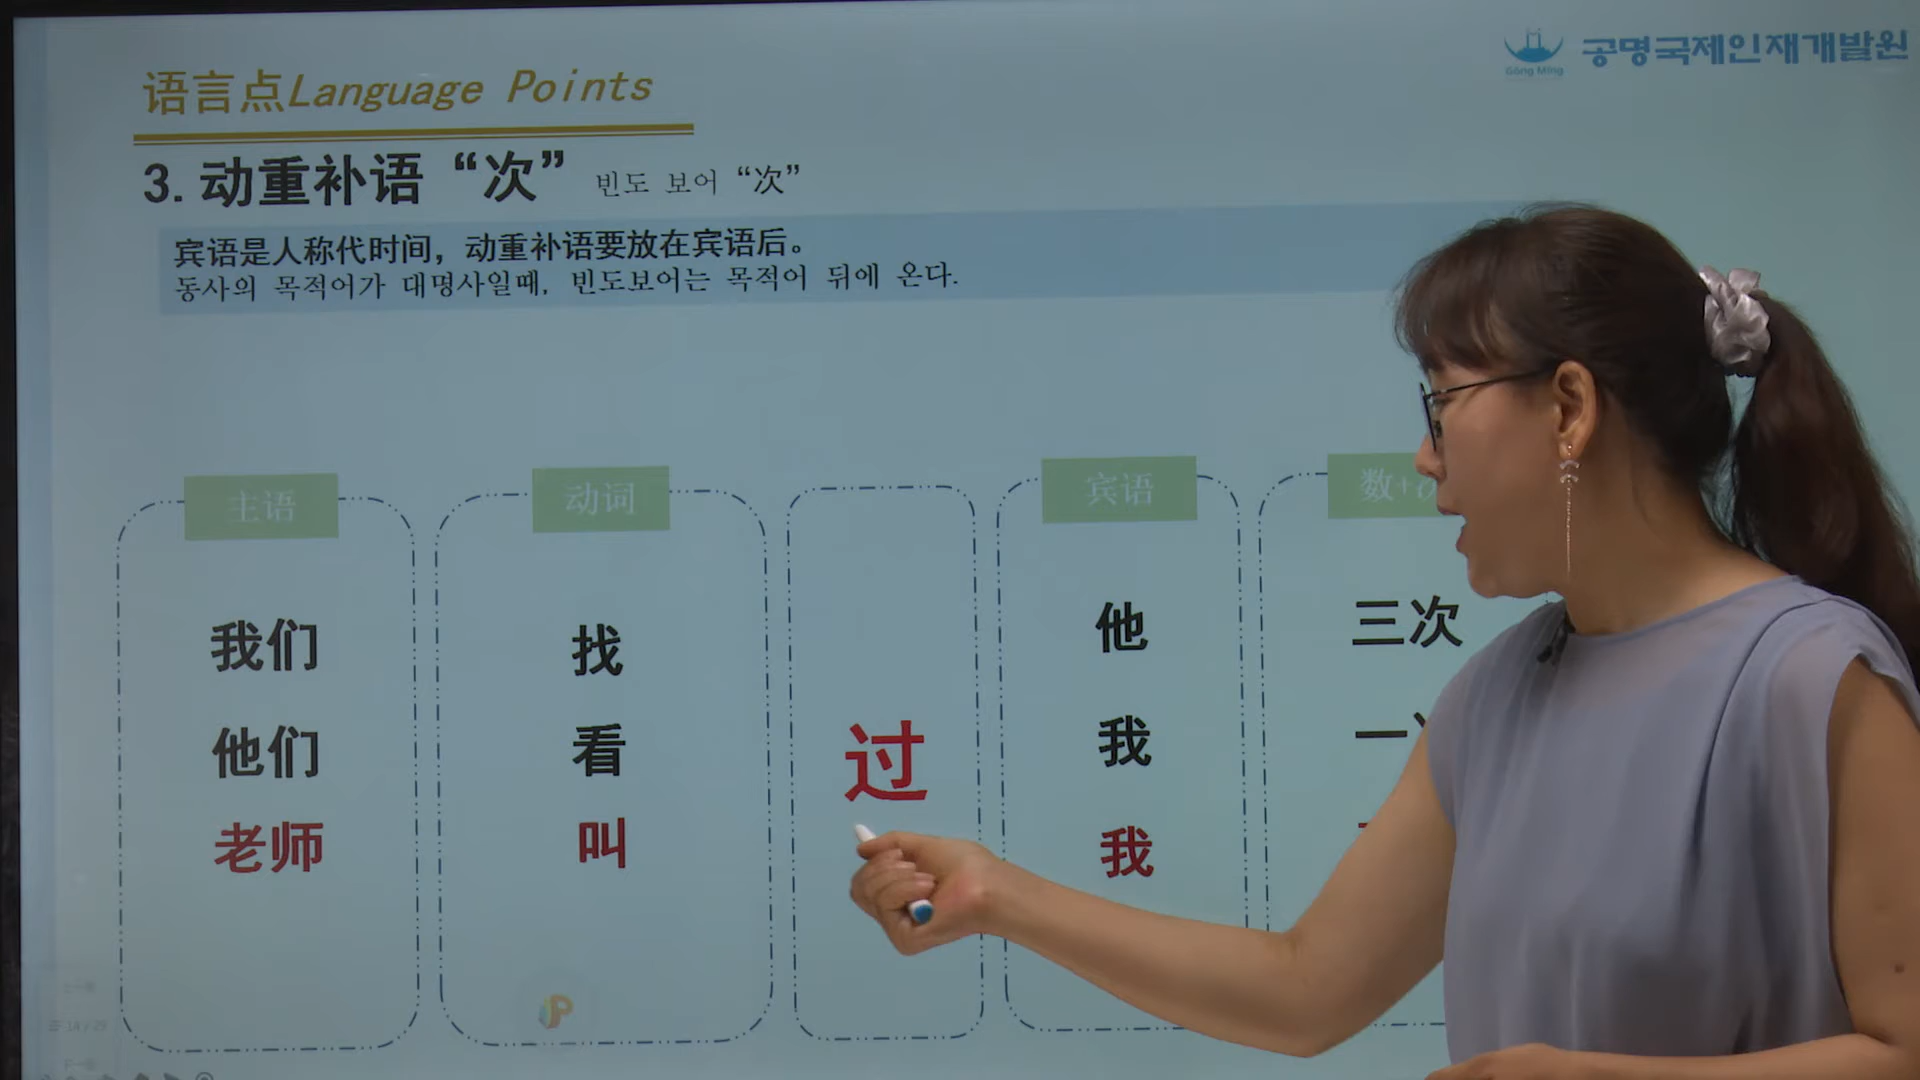 Gong Ming
공명국제인재개발원
语言点Language Points
3. 动重补语 “次” 빈도 보어 “次”
宾语是人称代时间，动重补语要放在宾语后。
동사의 목적어가 대명사일때, 빈도보어는 목적어 뒤에 온다.
主语 动词 宾语 数+
我们 找 他 三次
他们 看 过 我 一
老师 叫 我